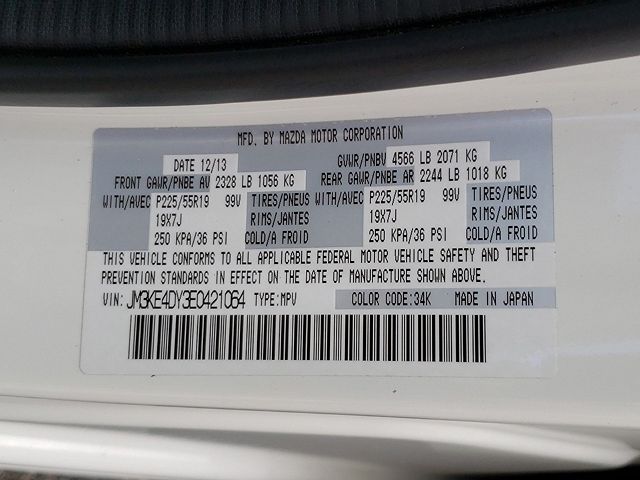 MFD. BY MAZDA MOTOR CORPORATION
DATE 12/13 GVWR/PNBV 4566 LB 2071 KG
FRONT GAWR/PNBE AV 2328 LB 1056 KG REAR GAWR/PNBE AR 2244 LB 1018 KG
WITH/AVEC P225/55R19 99V TIRES/PNEUS WITH/AVEC P225/55R19 99V TIRES/PNEUS
19X7J RIMS/JANTES 19X7J RIMS/JANTES
250 KPA/36 PSI COLD/A FROID 250 KPA/36 PSI COLD/A FROID
THIS VEHICLE CONFORMS TO ALL APPLICABLE FEDERAL MOTOR VEHICLE SAFETY AND THEFT
PREVENTION STANDARDS IN EFFECT ON THE DATE OF MANUFACTURE SHOWN ABOVE.
VIN: JM3KE4DY3E0421064 TYPE:MPV COLOR CODE:34K MADE IN JAPAN